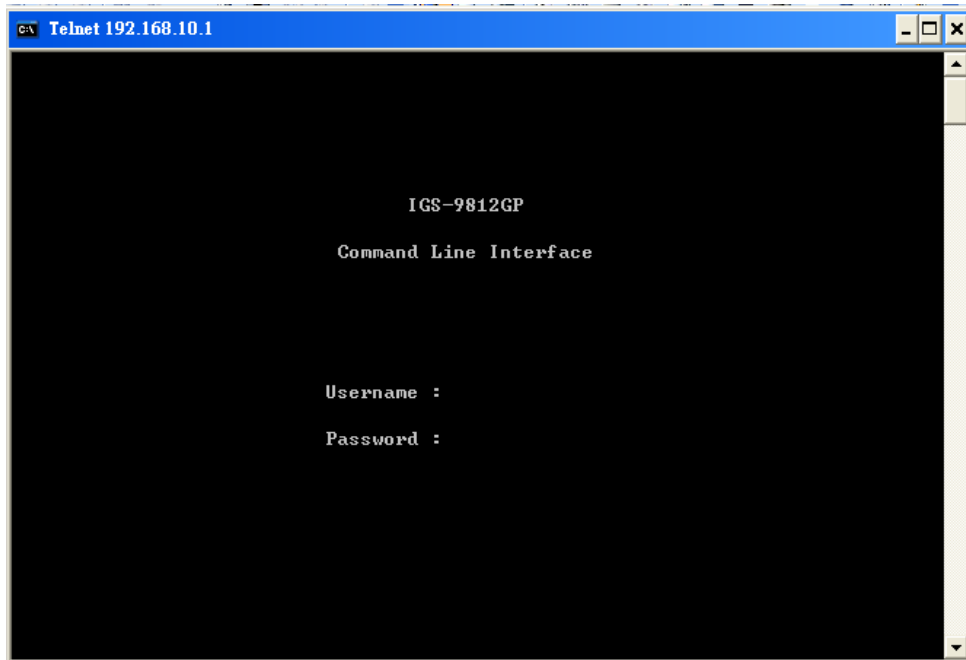 C:\ Telnet 192.168.10.1
IGS-9812GP
Command Line Interface
Username :
Password :